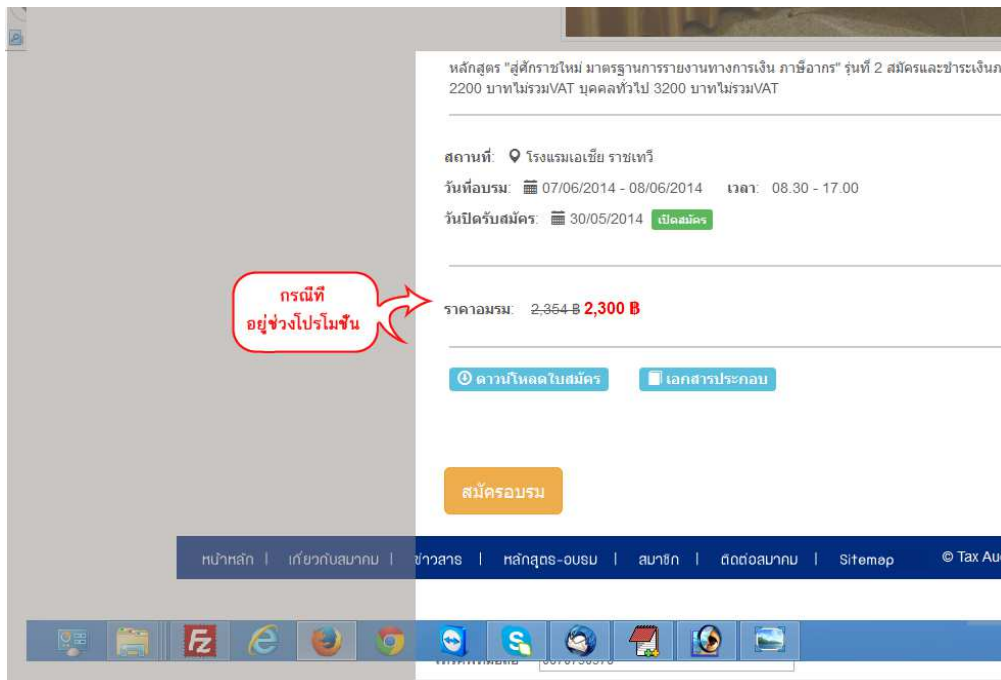 หลักสูตร "สู่ศักราชใหม่ มาตรฐานการรายงานทางการเงิน ภาษีอากร" รุ่นที่ 2 สมัครและชำระเงินภ
2200 บาทไม่รวมVAT บุคคลทั่วไป 3200 บาทไม่รวมVAT
สถานที่: โรงแรมเอเชีย ราชเทวี
วันที่อบรม: 07/06/2014 - 08/06/2014 เวลา: 08.30 - 17.00
วันปิดรับสมัคร: 30/05/2014 เปิดสมัคร
กรณีที่
อยู่ช่วงโปรโมชั่น
ราคาอมรม: 2,354 ฿ 2,300 ฿
ดาวน์โหลดใบสมัคร เอกสารประกอบ
สมัครอบรม
หน้าหลัก | เกี่ยวกับสมาคม | ข่าวสาร | หลักสูตร-อบรม | สมาชิก | ติดต่อสมาคม | Sitemap © Tax Au